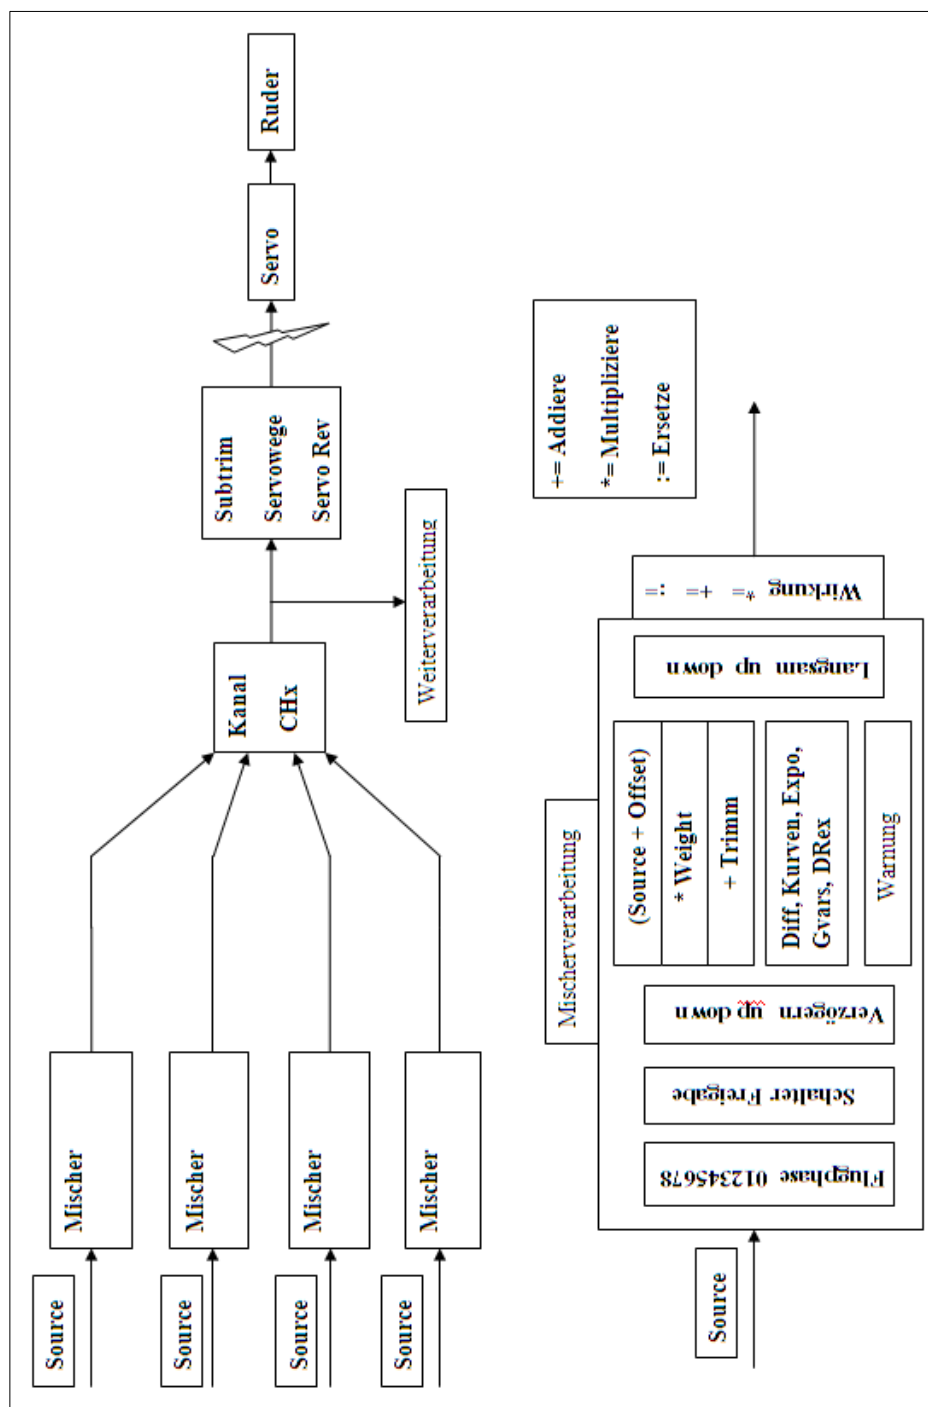 Source
Mischer
Source
Mischer
Source
Mischer
Source
Mischer
Kanal
CHx
Weiterverarbeitung
Subtrim
Servowege
Servo Rev
Servo
Ruder
Source
Mischerverarbeitung
Flugphase 012345678
Schalter Freigabe
Verzögern up down
(Source + Offset)
* Weight
+ Trimm
Diff, Kurven, Expo,
Gvars, DRex
Warnung
Langsam up down
Wirkung *= += :=
+= Addiere
*= Multipliziere
:= Ersetze